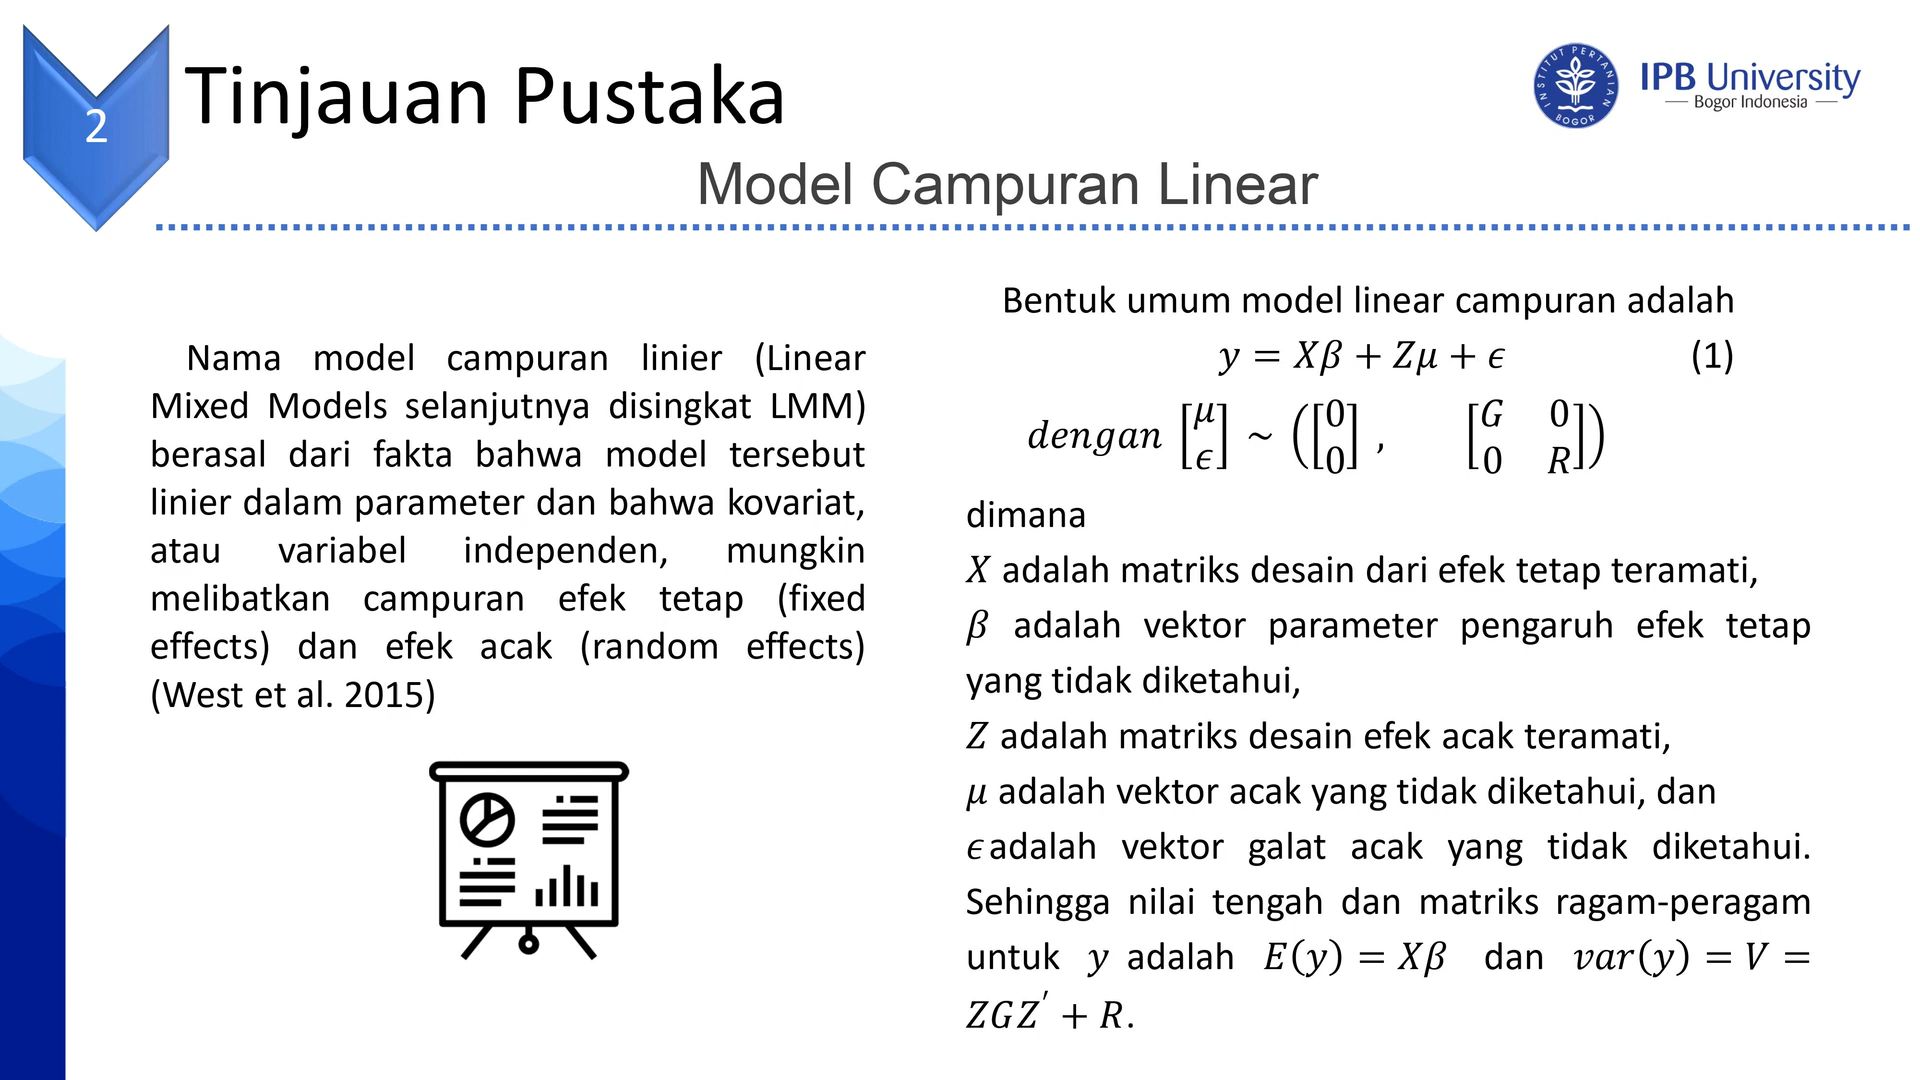 2
Tinjauan Pustaka
INSTITUT PERTANIAN
BOGOR
IPB University
Bogor Indonesia
Model Campuran Linear
Nama model campuran linier (Linear
Mixed Models selanjutnya disingkat LMM)
berasal dari fakta bahwa model tersebut
linier dalam parameter dan bahwa kovariat,
atau variabel independen, mungkin
melibatkan campuran efek tetap (fixed
effects) dan efek acak (random effects)
(West et al. 2015)
Bentuk umum model linear campuran adalah
𝑦 = 𝑋𝛽 + 𝑍𝜇 + 𝜖 (1)
𝑑𝑒𝑛𝑔𝑎𝑛 [𝜇 𝜖] ~ ([0 0] , [𝐺 0 0 𝑅])
dimana
𝑋 adalah matriks desain dari efek tetap teramati,
𝛽 adalah vektor parameter pengaruh efek tetap
yang tidak diketahui,
𝑍 adalah matriks desain efek acak teramati,
𝜇 adalah vektor acak yang tidak diketahui, dan
𝜖 adalah vektor galat acak yang tidak diketahui.
Sehingga nilai tengah dan matriks ragam-peragam
untuk 𝑦 adalah 𝐸(𝑦) = 𝑋𝛽 dan 𝑣𝑎𝑟(𝑦) = 𝑉 =
𝑍𝐺𝑍′ + 𝑅.